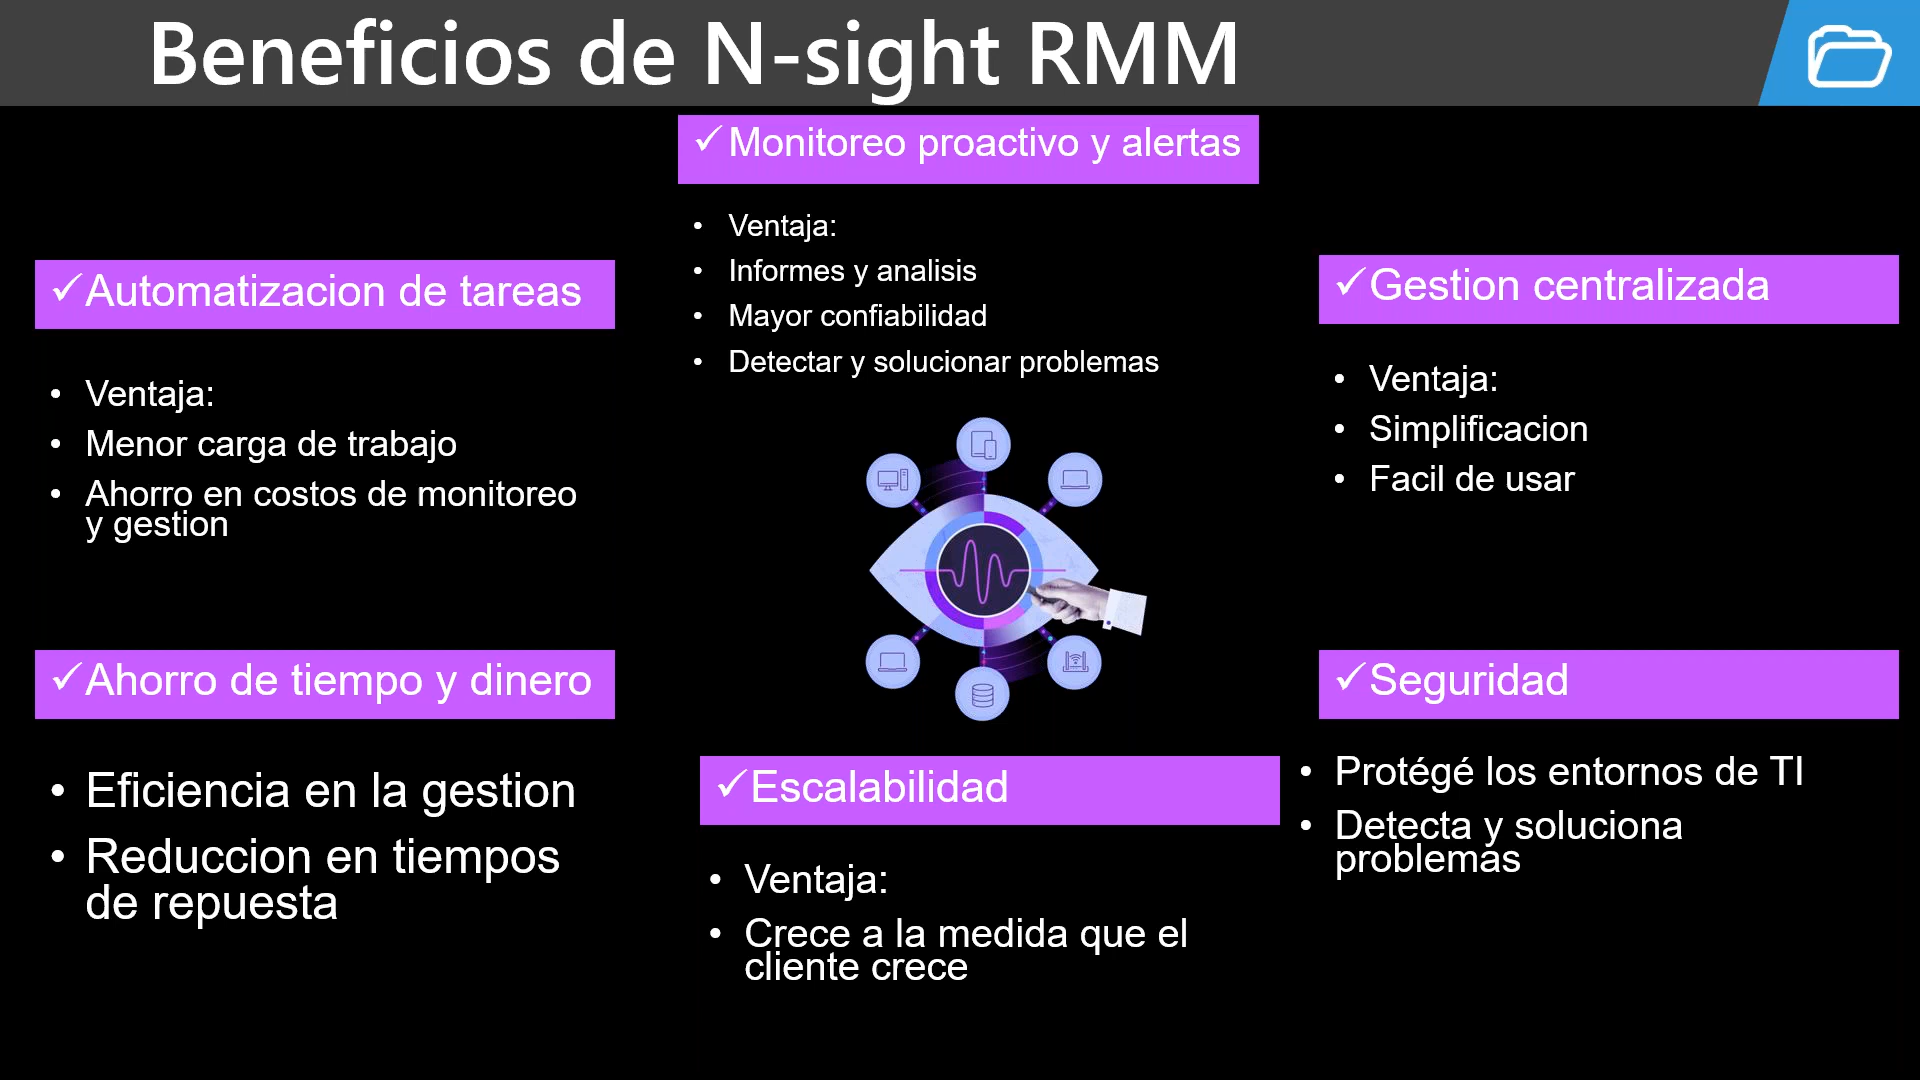 Beneficios de N-sight RMM
✓Monitoreo proactivo y alertas
• Ventaja:
• Informes y analisis
• Mayor confiabilidad
• Detectar y solucionar problemas
✓Automatizacion de tareas
• Ventaja:
• Menor carga de trabajo
• Ahorro en costos de monitoreo
y gestion
✓Gestion centralizada
• Ventaja:
• Simplificacion
• Facil de usar
✓Ahorro de tiempo y dinero
• Eficiencia en la gestion
• Reduccion en tiempos
de repuesta
✓Escalabilidad
• Ventaja:
• Crece a la medida que el
cliente crece
✓Seguridad
• Protégé los entornos de TI
• Detecta y soluciona
problemas